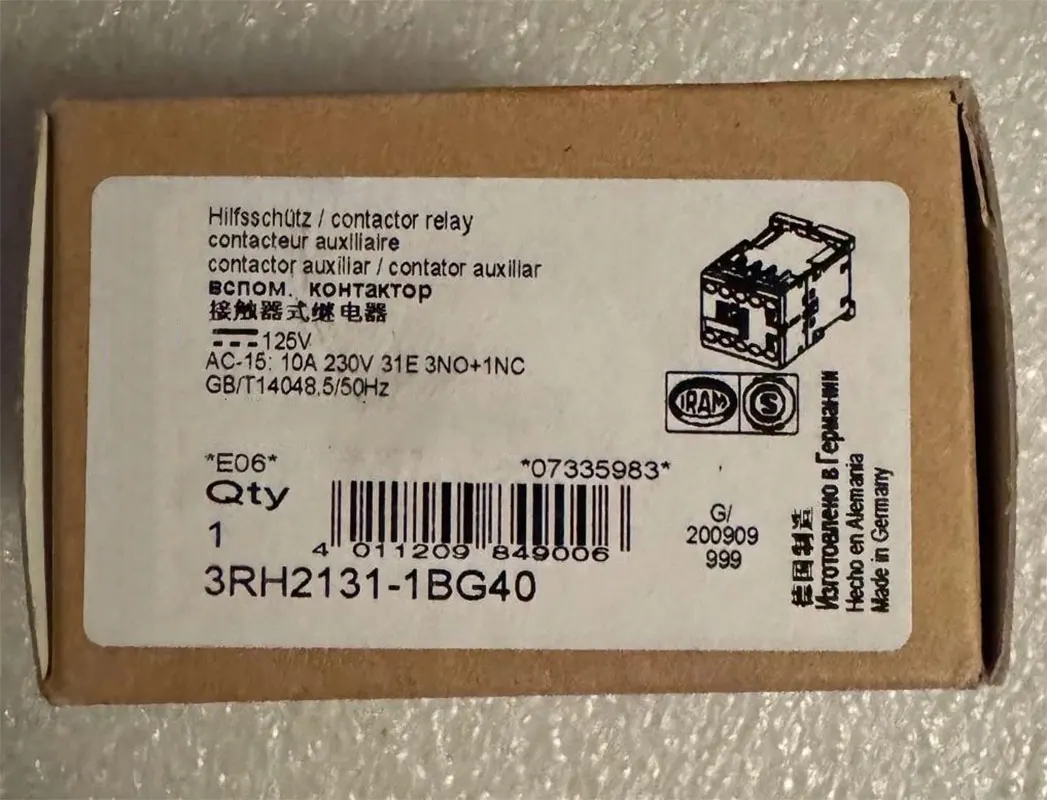 Hilfsschütz / contactor relay
contacteur auxiliaire
contactor auxiliar / contator auxiliar
вспом. контактор
接触器式继电器
125V
AC-15: 10A 230V 31E 3NO+1NC
GB/T14048.5/50Hz
IRAM
S
*E06*
*07335983*
Qty
1
4 011209 849006
3RH2131-1BG40
G/
200909
999
德国制造
Изготовлено в Германии
Hecho en Alemania
Made in Germany